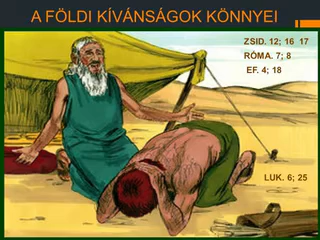 A FÖLDI KÍVÁNSÁGOK KÖNNYEI
ZSID. 12; 16 17
RÓMA. 7; 8
EF. 4; 18
LUK. 6; 25